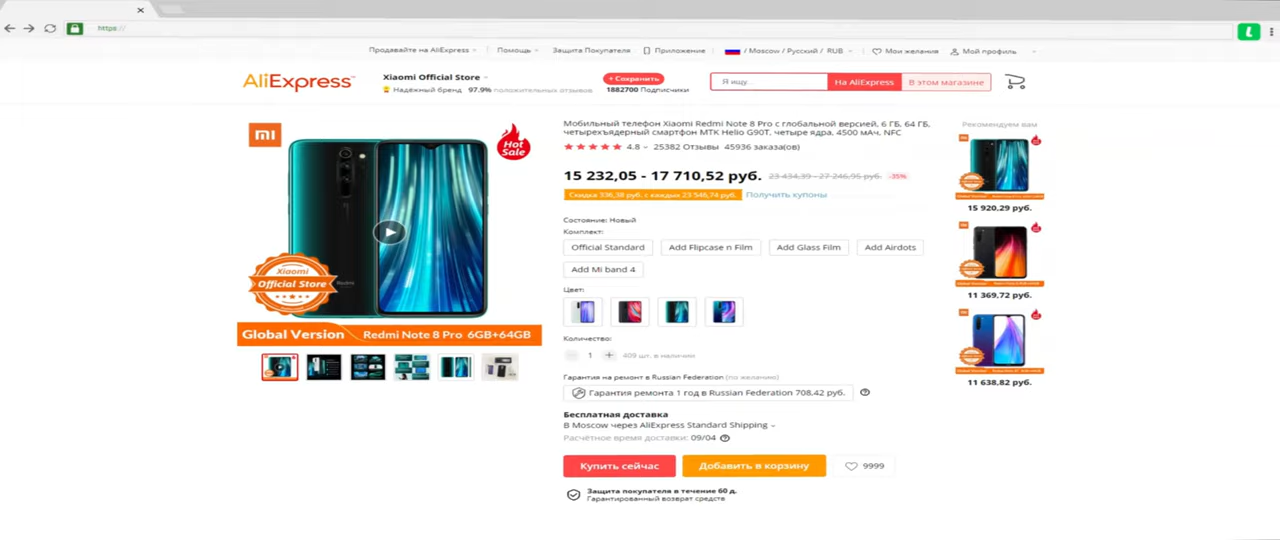 https://
Продавайте на AliExpress
Помощь
Защита Покупателя
Приложение
/ Moscow / Русский / RUB
Мои желания
Мой профиль
AliExpress
Xiaomi Official Store
Надёжный бренд 97.9% положительных отзывов
+ Сохранить
1882700 Подписчики
Я ищу...
На AliExpress
В этом магазине
Мобильный телефон Xiaomi Redmi Note 8 Pro с глобальной версией, 6 ГБ, 64 ГБ,
четырехъядерный смартфон MTK Helio G90T, четыре ядра, 4500 мАч, NFC
4.8 25382 Отзывы 45936 заказа(ов)
15 232,05 - 17 710,52 руб. 23 434,39 - 27 246,95 руб. -35%
Скидка 336,38 руб. с каждых 23 546,74 руб. Получить купоны
Состояние: Новый
Комплект:
Official Standard
Add Flipcase n Film
Add Glass Film
Add Airdots
Add Mi band 4
Цвет:
Количество:
1
409 шт. в наличии
Гарантия на ремонт в Russian Federation (по желанию)
Гарантия ремонта 1 год в Russian Federation 708.42 руб.
Бесплатная доставка
В Moscow через AliExpress Standard Shipping
Расчётное время доставки: 09/04
Купить сейчас
Добавить в корзину
9999
Защита покупателя в течение 60 д.
Гарантированный возврат средств
mi
Hot
Sale
Redmi
Xiaomi
Official Store
Global Version
Redmi Note 8 Pro 6GB+64GB
Рекомендуем вам
15 920,29 руб.
11 369,72 руб.
11 638,82 руб.